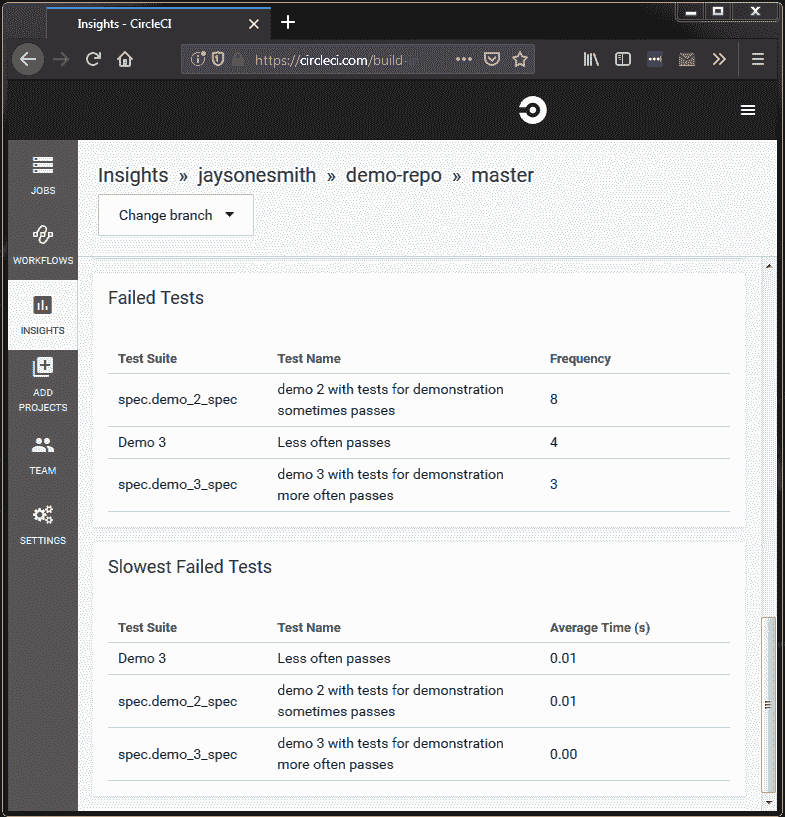 Insights - CircleCI
https://circleci.com/build-in
JOBS
WORKFLOWS
INSIGHTS
ADD
PROJECTS
TEAM
SETTINGS
Insights » jaysonesmith » demo-repo » master
Change branch
Failed Tests
Test Suite Test Name Frequency
spec.demo_2_spec demo 2 with tests for demonstration sometimes passes 8
Demo 3 Less often passes 4
spec.demo_3_spec demo 3 with tests for demonstration more often passes 3
Slowest Failed Tests
Test Suite Test Name Average Time (s)
Demo 3 Less often passes 0.01
spec.demo_2_spec demo 2 with tests for demonstration sometimes passes 0.01
spec.demo_3_spec demo 3 with tests for demonstration more often passes 0.00